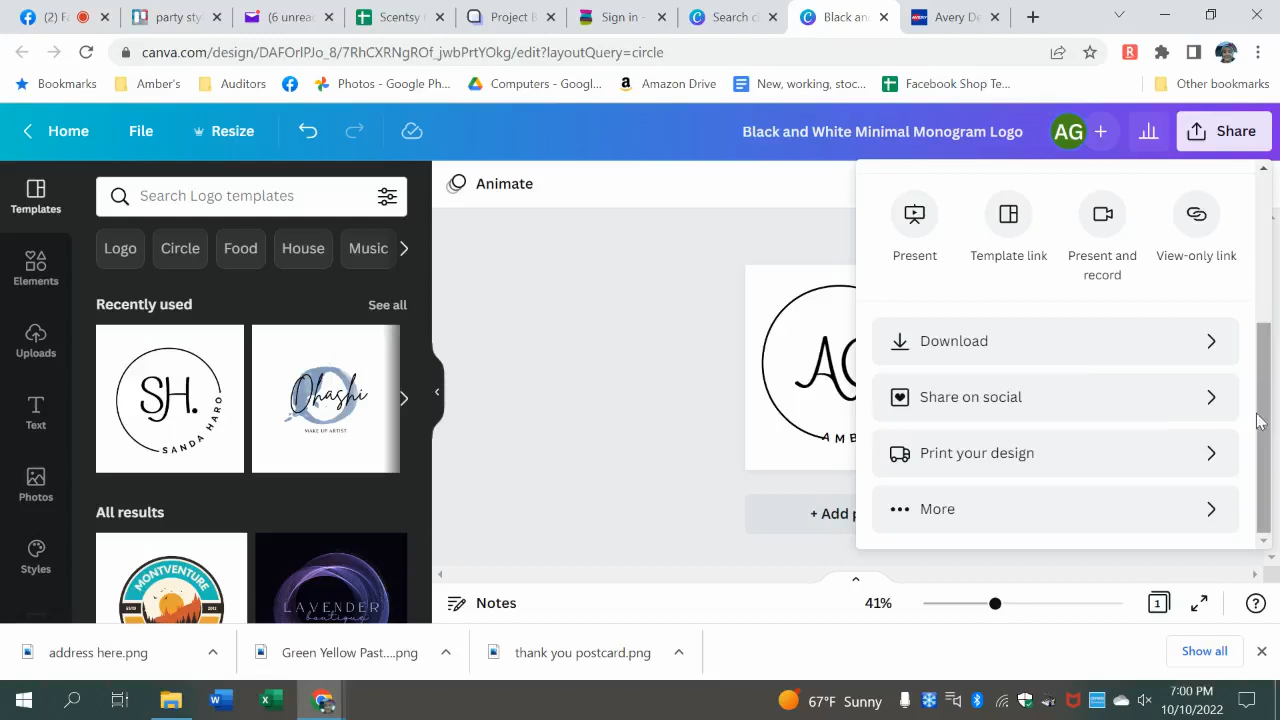 (2) F
party sty
(6 unrea
Scentsy (
Project B
Sign in -
Search c
Black an
Avery De
canva.com/design/DAFOrIPJo_8/7RhCXRNgROf_jwbPrtYOkg/edit?layoutQuery=circle
Bookmarks
Amber's
Auditors
Photos - Google Ph...
Computers - Googl...
Amazon Drive
New, working, stoc...
Facebook Shop Te...
Other bookmarks
Home
File
Resize
Black and White Minimal Monogram Logo
AG
+
Share
Templates
Elements
Uploads
Text
Photos
Styles
Search Logo templates
Logo
Circle
Food
House
Music
Recently used
See all
SH.
SANDA HARO
Ohashi
MAKE UP ARTIST
All results
MONTVENTURE
LAVENDER
boutique
Animate
AG
AMB
+ Add p
Present
Template link
Present and record
View-only link
Download
Share on social
Print your design
More
Notes
41%
1
address here.png
Green Yellow Past....png
thank you postcard.png
Show all
67°F Sunny
7:00 PM
10/10/2022